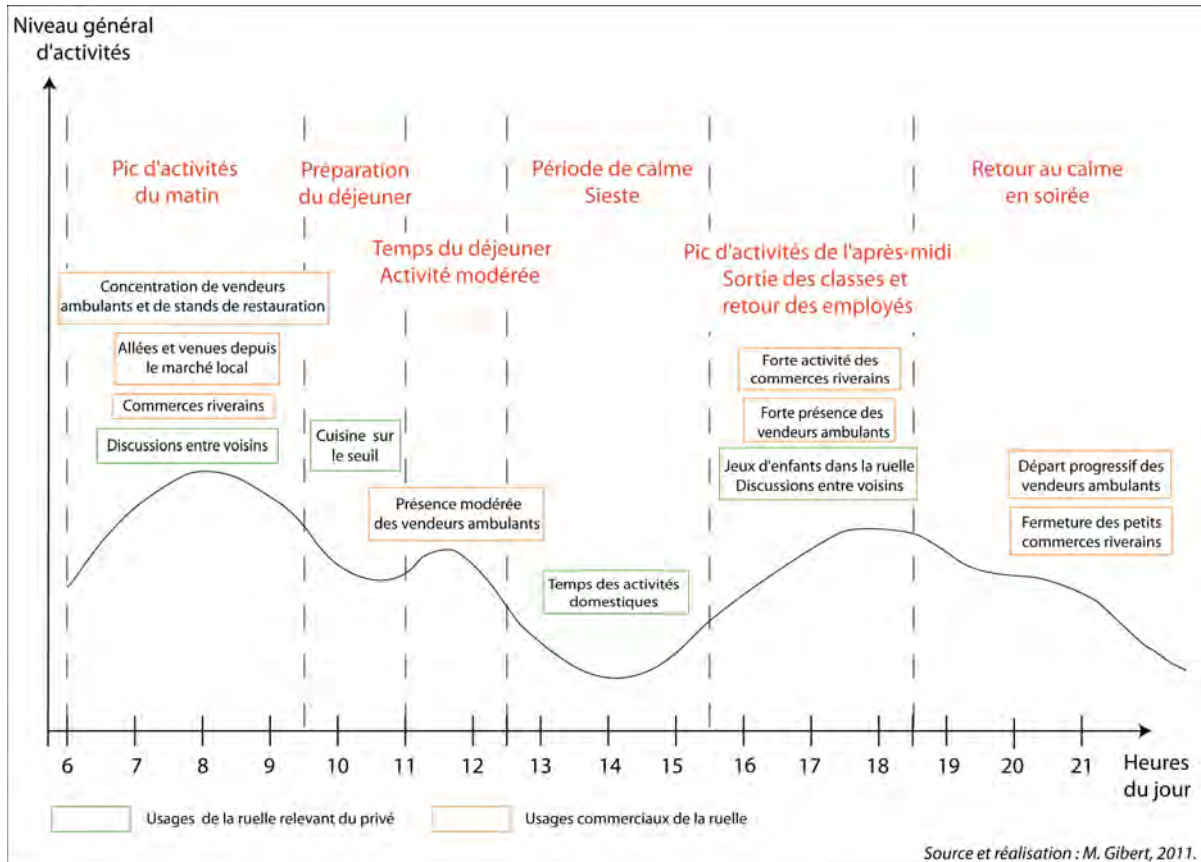 Niveau général
d'activités
Pic d'activités
du matin
Préparation
du déjeuner
Temps du déjeuner
Activité modérée
Période de calme
Sieste
Pic d'activités de l'après-midi
Sortie des classes et
retour des employés
Retour au calme
en soirée
Concentration de vendeurs
ambulants et de stands de restauration
Allées et venues depuis
le marché local
Commerces riverains
Discussions entre voisins
Cuisine sur
le seuil
Présence modérée
des vendeurs ambulants
Temps des activités
domestiques
Forte activité des
commerces riverains
Forte présence des
vendeurs ambulants
Jeux d'enfants dans la ruelle
Discussions entre voisins
Départ progressif des
vendeurs ambulants
Fermeture des petits
commerces riverains
6 7 8 9 10 11 12 13 14 15 16 17 18 19 20 21
Heures
du jour
Usages de la ruelle relevant du privé
Usages commerciaux de la ruelle
Source et réalisation : M. Gibert, 2011.